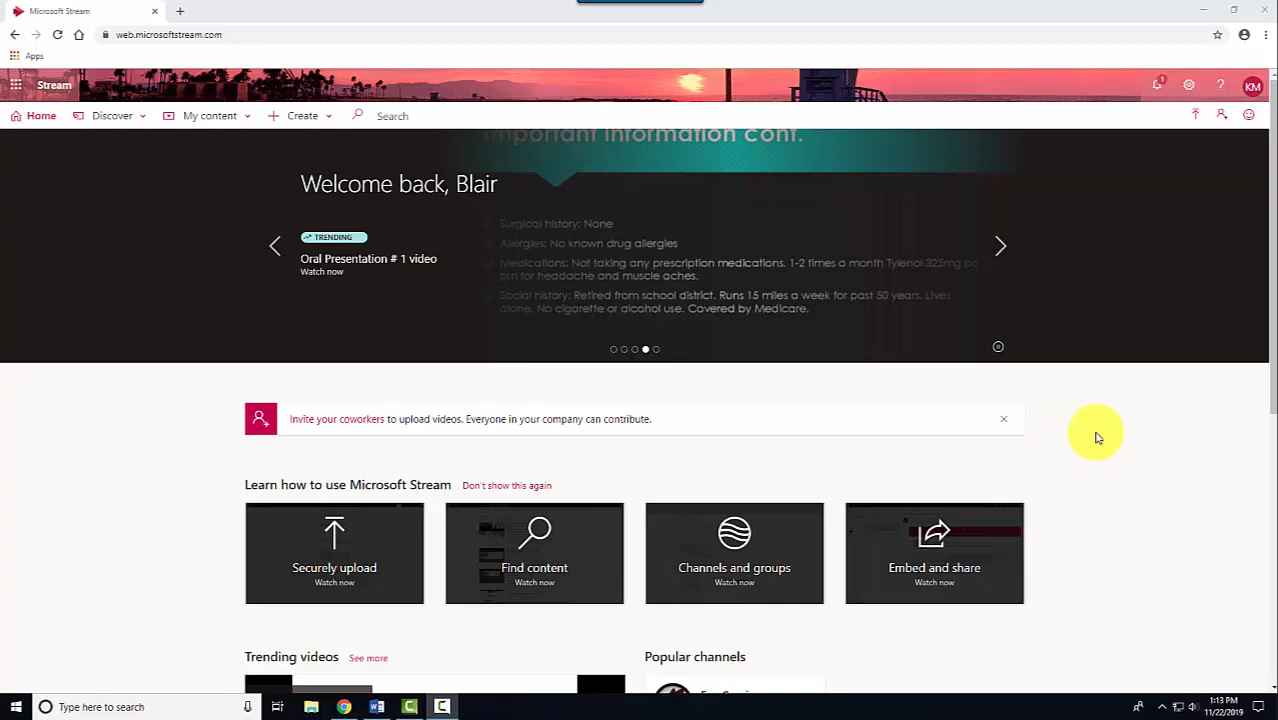 Microsoft Stream
web.microsoftstream.com
Apps
Stream
1
KM
Home Discover My content Create Search
Important information cont.
Welcome back, Blair
Surgical history: None
TRENDING
Allergies: No known drug allergies
Oral Presentation # 1 video
Medications: Not taking any prescription medications. 1-2 times a month Tylenol 325mg
Watch now
prn for headache and muscle aches.
Social history: Retired from school district. Runs 15 miles a week for past 50 years. Lives
alone. No cigarette or alcohol use. Covered by Medicare.
Invite your coworkers to upload videos. Everyone in your company can contribute.
Learn how to use Microsoft Stream Don't show this again
Securely upload Find content Channels and groups Embed and share
Watch now Watch now Watch now Watch now
Trending videos See more Popular channels
Type here to search
1:13 PM
11/22/2019